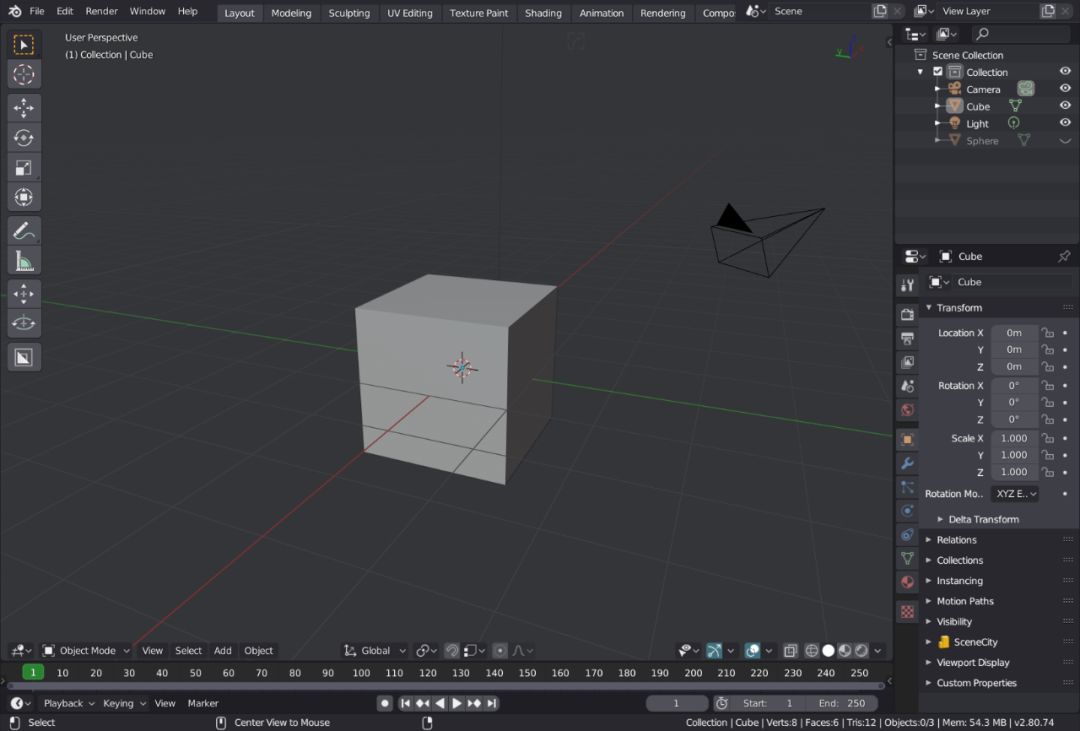 File Edit Render Window Help Layout Modeling Sculpting UV Editing Texture Paint Shading Animation Rendering Compo Scene View Layer
User Perspective
(1) Collection | Cube
Scene Collection
Collection
Camera
Cube
Light
Sphere
Cube
Cube
Transform
Location X 0m
Y 0m
Z 0m
Rotation X 0°
Y 0°
Z 0°
Scale X 1.000
Y 1.000
Z 1.000
Rotation Mo.. XYZ E..
Delta Transform
Relations
Collections
Instancing
Motion Paths
Visibility
SceneCity
Viewport Display
Custom Properties
Object Mode View Select Add Object Global
1 10 20 30 40 50 60 70 80 90 100 110 120 130 140 150 160 170 180 190 200 210 220 230 240 250
Playback Keying View Marker 1 Start: 1 End: 250
Select Center View to Mouse Collection | Cube | Verts:8 | Faces:6 | Tris:12 | Objects:0/3 | Mem: 54.3 MB | v2.80.74